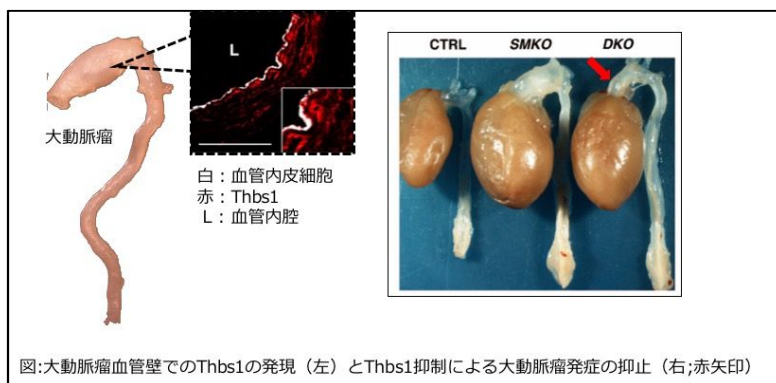 大動脈瘤
L
白：血管内皮細胞
赤：Thbs1
L：血管内腔
CTRL SMKO DKO
図:大動脈瘤血管壁でのThbs1の発現（左）とThbs1抑制による大動脈瘤発症の抑止（右;赤矢印）